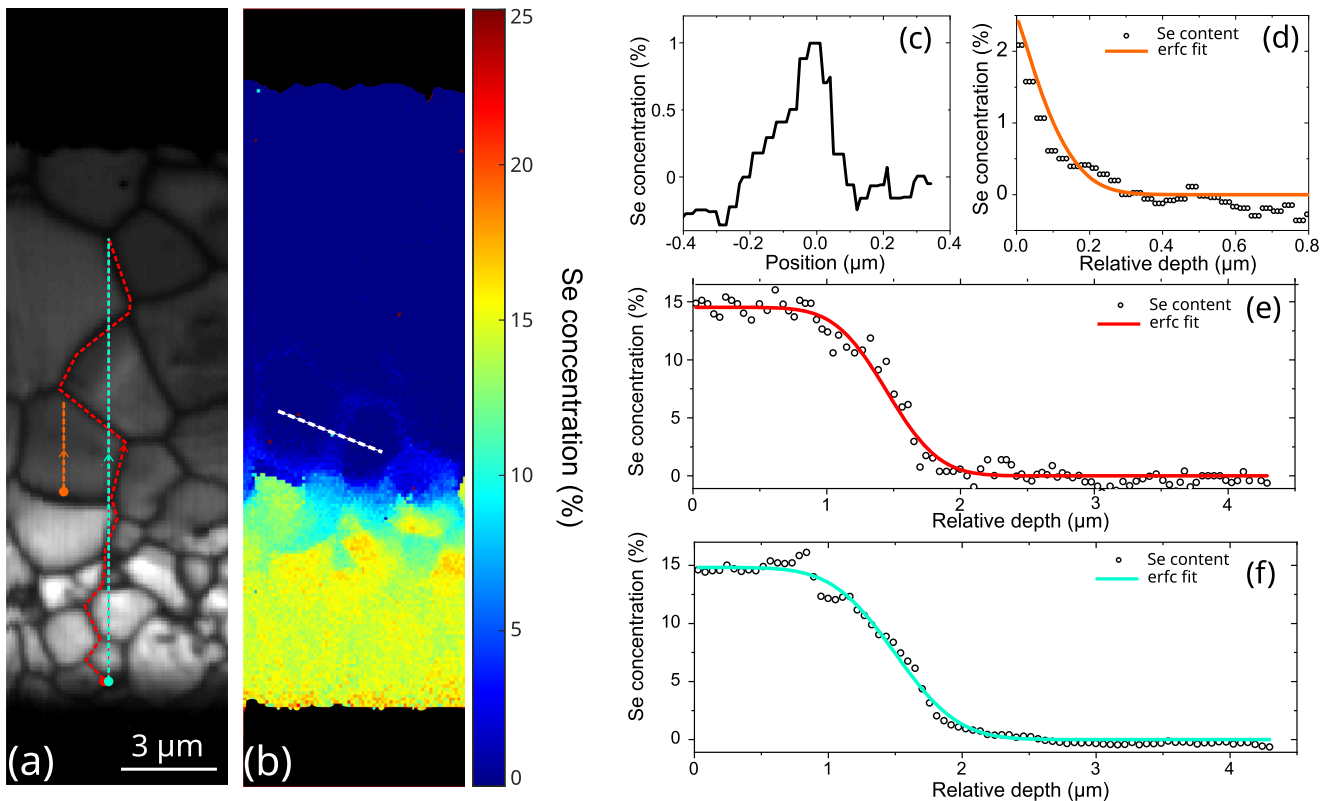 (a)
3 μm
(b)
25
20
15
10
5
0
Se concentration (%)
(c)
Se concentration (%)
1
0.5
0
-0.4
-0.2
0.0
0.2
0.4
Position (μm)
(d)
Se content
erfc fit
Se concentration (%)
2
1
0
0.0
0.2
0.4
0.6
0.8
Relative depth (μm)
(e)
Se content
erfc fit
Se concentration (%)
15
10
5
0
0
1
2
3
4
Relative depth (μm)
(f)
Se content
erfc fit
Se concentration (%)
15
10
5
0
0
1
2
3
4
Relative depth (μm)